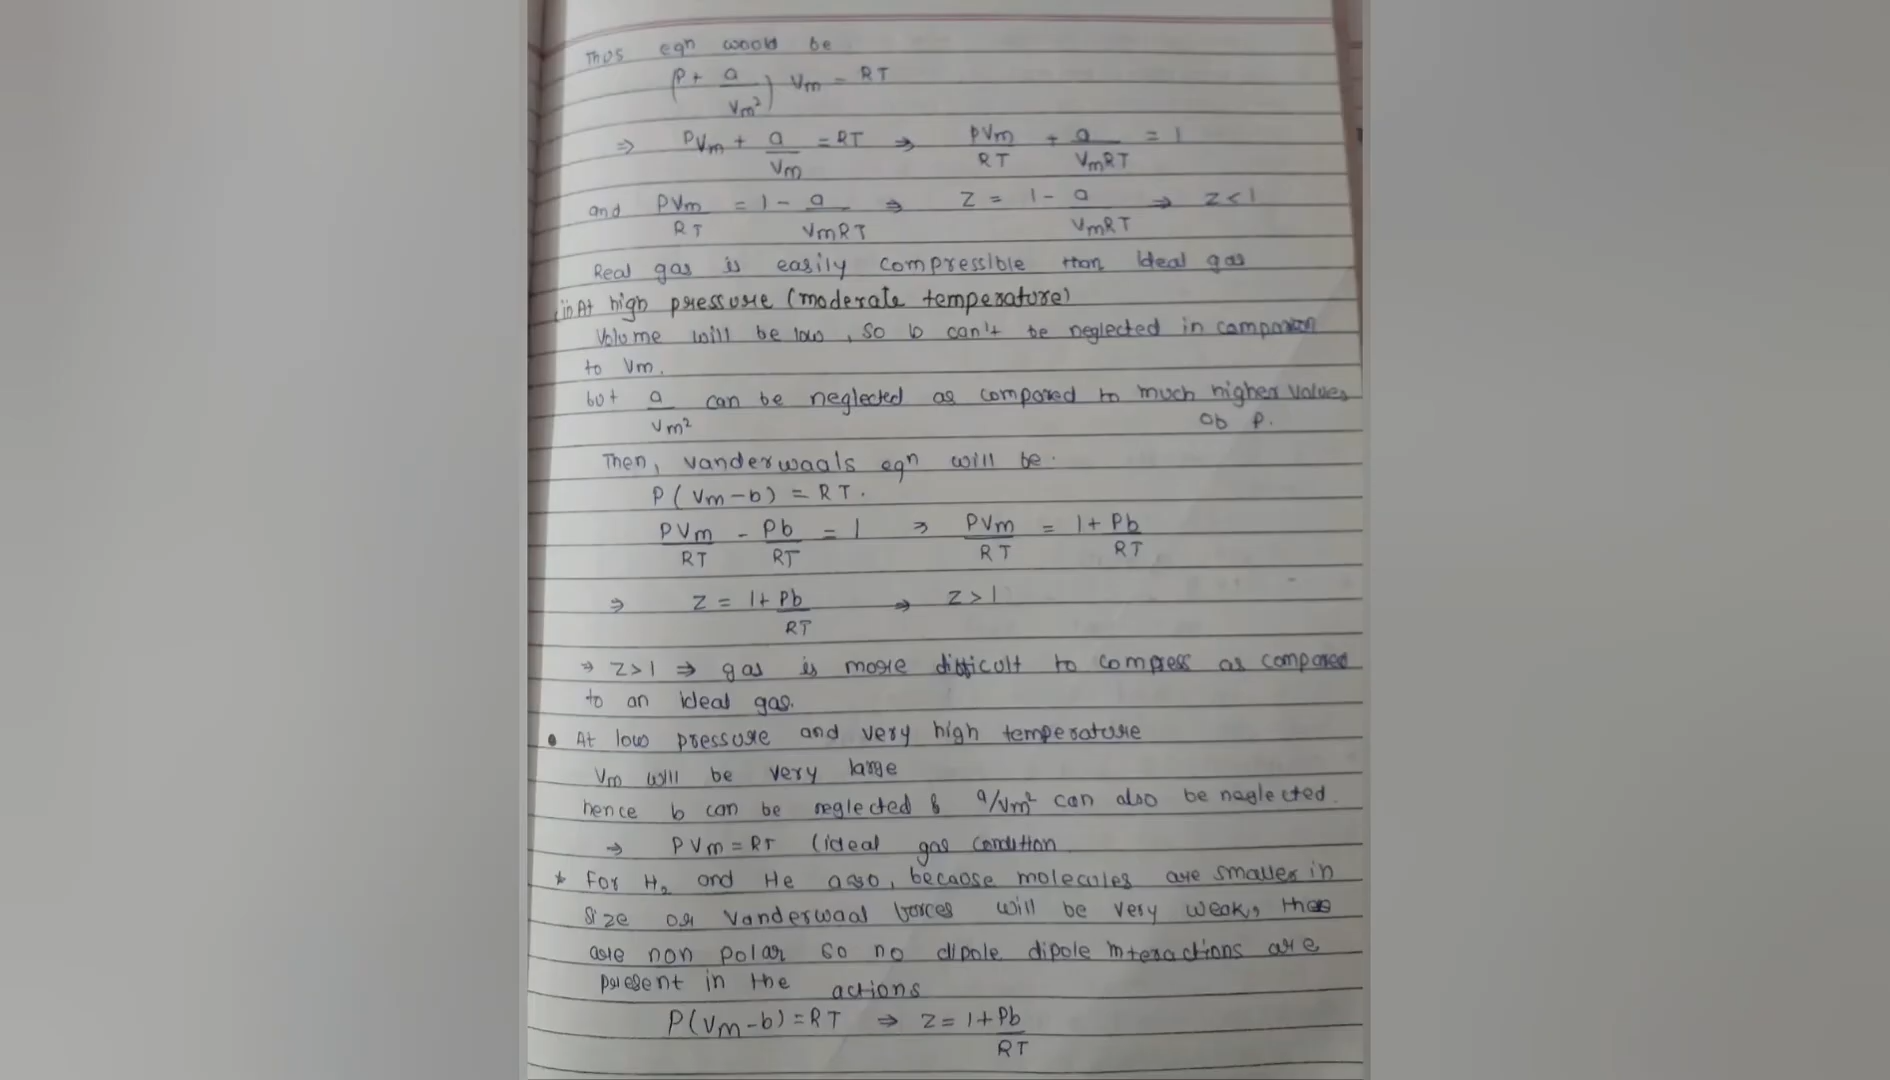 Thus eqn would be
(P + a/Vm²) Vm = RT
⇒ PVm + a/Vm = RT ⇒ PVm/RT + a/VmRT = 1
and PVm/RT = 1 - a/VmRT ⇒ Z = 1 - a/VmRT ⇒ Z < 1
Real gas is easily compressible than ideal gas
(ii) At high pressure (moderate temperature)
Volume will be low, so b can't be neglected in comparison
to Vm.
but a/Vm² can be neglected as compared to much higher values
of P.
Then, vanderwaals eqn will be.
P(Vm-b) = RT.
PVm/RT - Pb/RT = 1 ⇒ PVm/RT = 1 + Pb/RT
⇒ Z = 1 + Pb/RT ⇒ Z > 1
⇒ Z > 1 ⇒ gas is more difficult to compress as compared
to an ideal gas.
• At low pressure and very high temperature
Vm will be very large
hence b can be neglected & a/Vm² can also be neglected.
⇒ PVm = RT (ideal gas condition
* For H₂ and He also, because molecules are smaller in
size or vanderwaal forces will be very weak,
are non polar so no dipole dipole interactions are
present in the actions
P(Vm-b) = RT ⇒ Z = 1 + Pb/RT